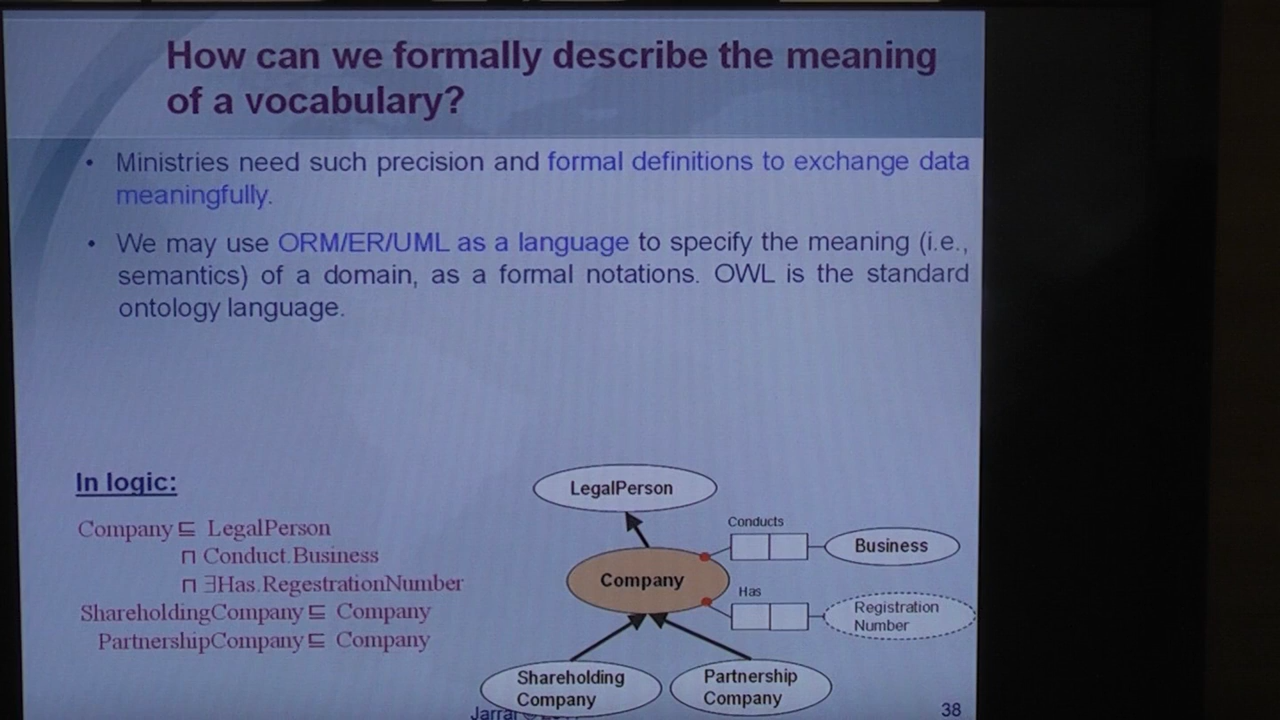 How can we formally describe the meaning
of a vocabulary?
• Ministries need such precision and formal definitions to exchange data
meaningfully.
• We may use ORM/ER/UML as a language to specify the meaning (i.e.,
semantics) of a domain, as a formal notations. OWL is the standard
ontology language.
In logic:
Company ⊑ LegalPerson
⊓ Conduct.Business
⊓ ∃Has.RegestrationNumber
ShareholdingCompany ⊑ Company
PartnershipCompany ⊑ Company
LegalPerson
Conducts
Business
Company
Has
Registration
Number
Shareholding
Company
Partnership
Company
38